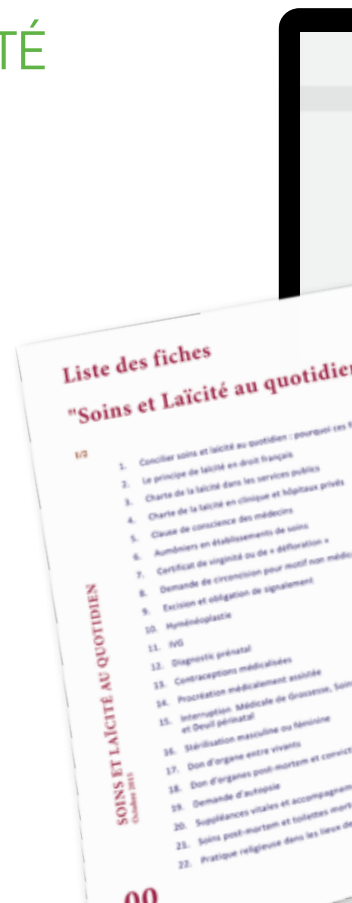 TÉ
Liste des fiches
"Soins et Laïcité au quotidien
1/2
1. Concilier soins et laïcité au quotidien : pourquoi ces
2. Le principe de laïcité en droit français
3. Charte de la laïcité dans les services publics
4. Charte de la laïcité en clinique et hôpitaux privés
5. Clause de conscience des médecins
6. Aumôniers en établissements de soins
7. Certificat de virginité ou de « défloration »
8. Demande de circoncision pour motif non médic
9. Excision et obligation de signalement
10. Hyménéoplastie
11. IVG
12. Diagnostic prénatal
13. Contraceptions médicalisées
14. Procréation médicalement assistée
15. Interruption Médicale de Grossesse, Soin
et Deuil périnatal
16. Stérilisation masculine ou féminine
17. Don d'organe entre vivants
18. Don d'organes post-mortem et convict
19. Demande d'autopsie
20. Suppléances vitales et accompagnem
21. Soins post-mortem et toilettes mort
22. Pratique religieuse dans les lieux de
SOINS ET LAÏCITÉ AU QUOTIDIEN
Octobre 2015
00